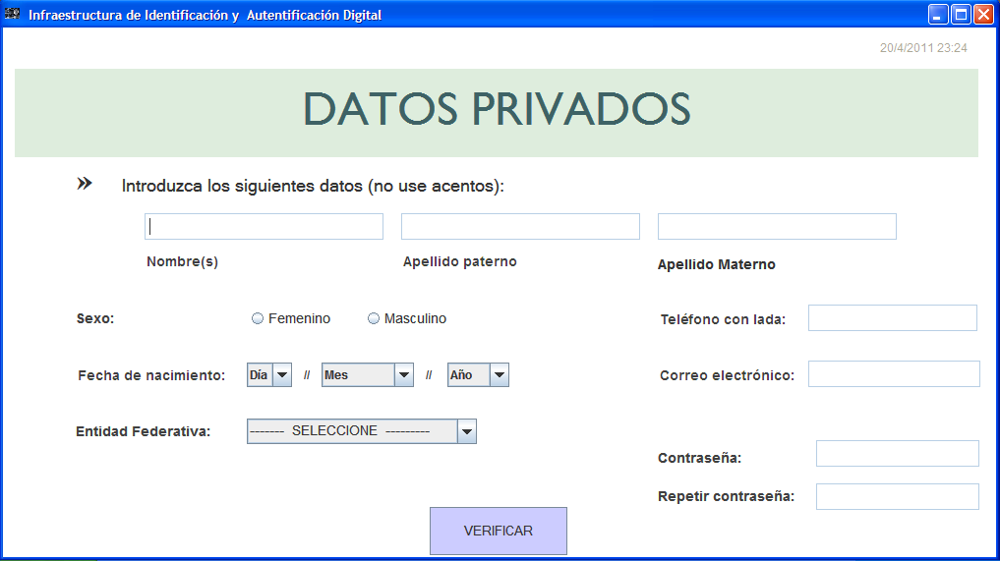 Infraestructura de Identificación y Autentificación Digital
20/4/2011 23:24
DATOS PRIVADOS
» Introduzca los siguientes datos (no use acentos):
Nombre(s) Apellido paterno Apellido Materno
Sexo: Femenino Masculino Teléfono con lada:
Fecha de nacimiento: Día // Mes // Año Correo electrónico:
Entidad Federativa: ------- SELECCIONE ---------
Contraseña:
Repetir contraseña:
VERIFICAR